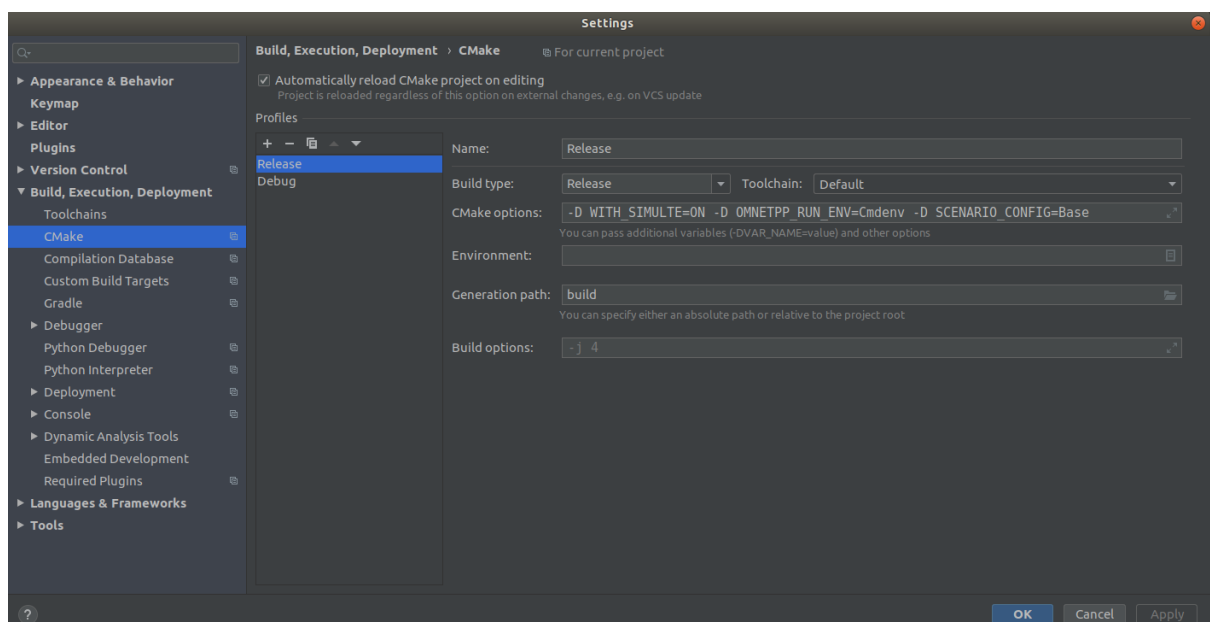 Settings
Appearance & Behavior
Keymap
Editor
Plugins
Version Control
Build, Execution, Deployment
Toolchains
CMake
Compilation Database
Custom Build Targets
Gradle
Debugger
Python Debugger
Python Interpreter
Deployment
Console
Dynamic Analysis Tools
Embedded Development
Required Plugins
Languages & Frameworks
Tools
Build, Execution, Deployment › CMake For current project
Automatically reload CMake project on editing
Project is reloaded regardless of this option on external changes, e.g. on VCS update
Profiles
Release
Debug
Name: Release
Build type: Release Toolchain: Default
CMake options: -D WITH_SIMULTE=ON -D OMNETPP_RUN_ENV=Cmdenv -D SCENARIO_CONFIG=Base
You can pass additional variables (-DVAR_NAME=value) and other options
Environment:
Generation path: build
You can specify either an absolute path or relative to the project root
Build options: -j 4
? OK Cancel Apply